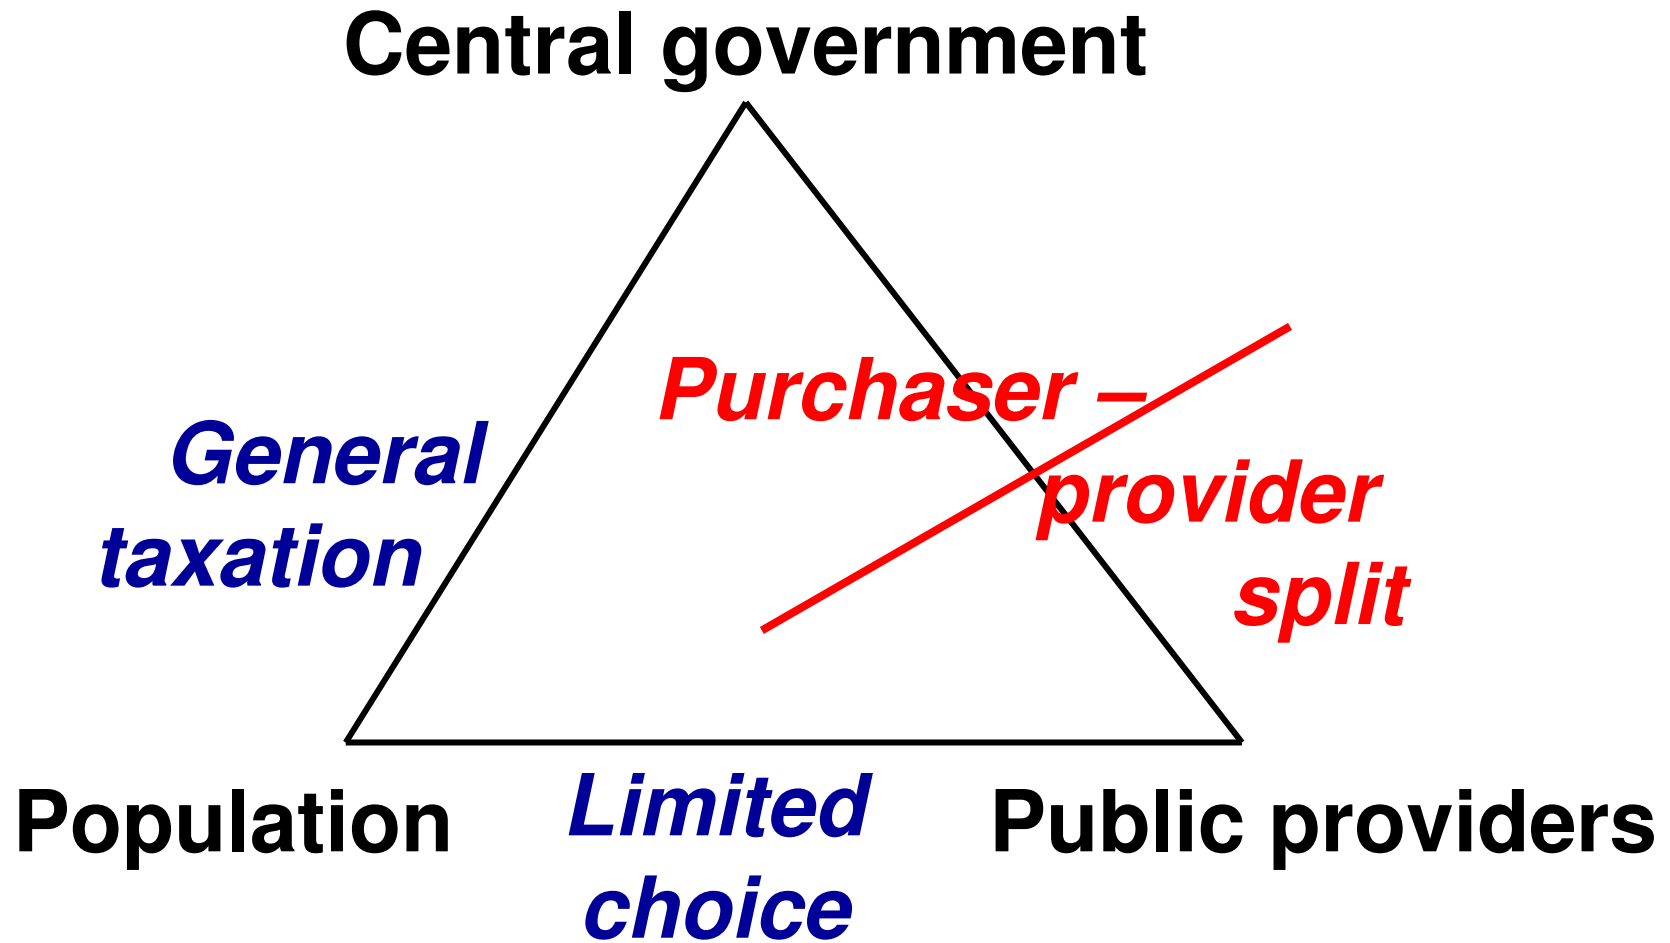 Central government
Purchaser –
provider
split
General
taxation
Population
Limited
choice
Public providers